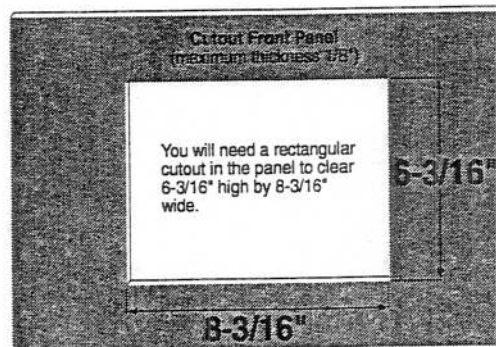 Cutout Front Panel
(maximum thickness 1/8")
You will need a rectangular
cutout in the panel to clear
6-3/16" high by 8-3/16"
wide.
6-3/16"
8-3/16"